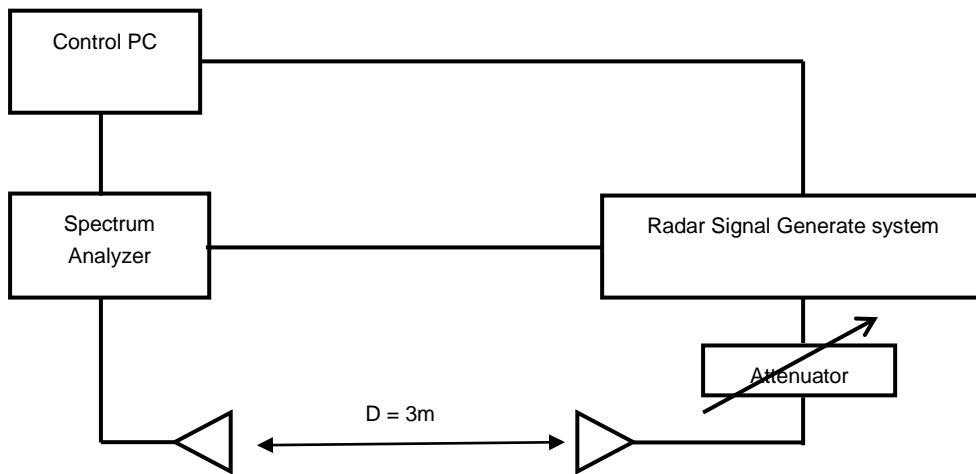 Control PC
Spectrum
Analyzer
Radar Signal Generate system
Attenuator
D = 3m